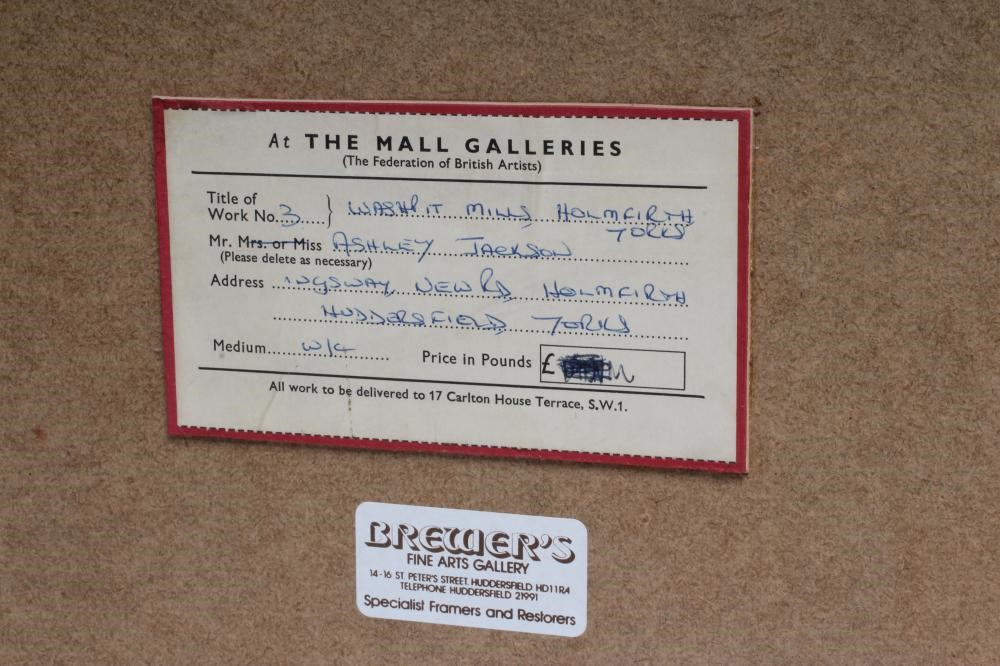 At THE MALL GALLERIES
(The Federation of British Artists)
Title of
Work No. 3 } WASHPIT MILLS HOLMFIRTH
YORKS
Mr. Mrs. or Miss ASHLEY JACKSON
(Please delete as necessary)
Address INGSWAY, NEW RD, HOLMFIRTH
HUDDERSFIELD YORKS
Medium W/C Price in Pounds £
All work to be delivered to 17 Carlton House Terrace, S.W.1.
BREWER'S
FINE ARTS GALLERY
14-16 ST. PETER'S STREET. HUDDERSFIELD HD1 1RA
TELEPHONE HUDDERSFIELD 21991
Specialist Framers and Restorers